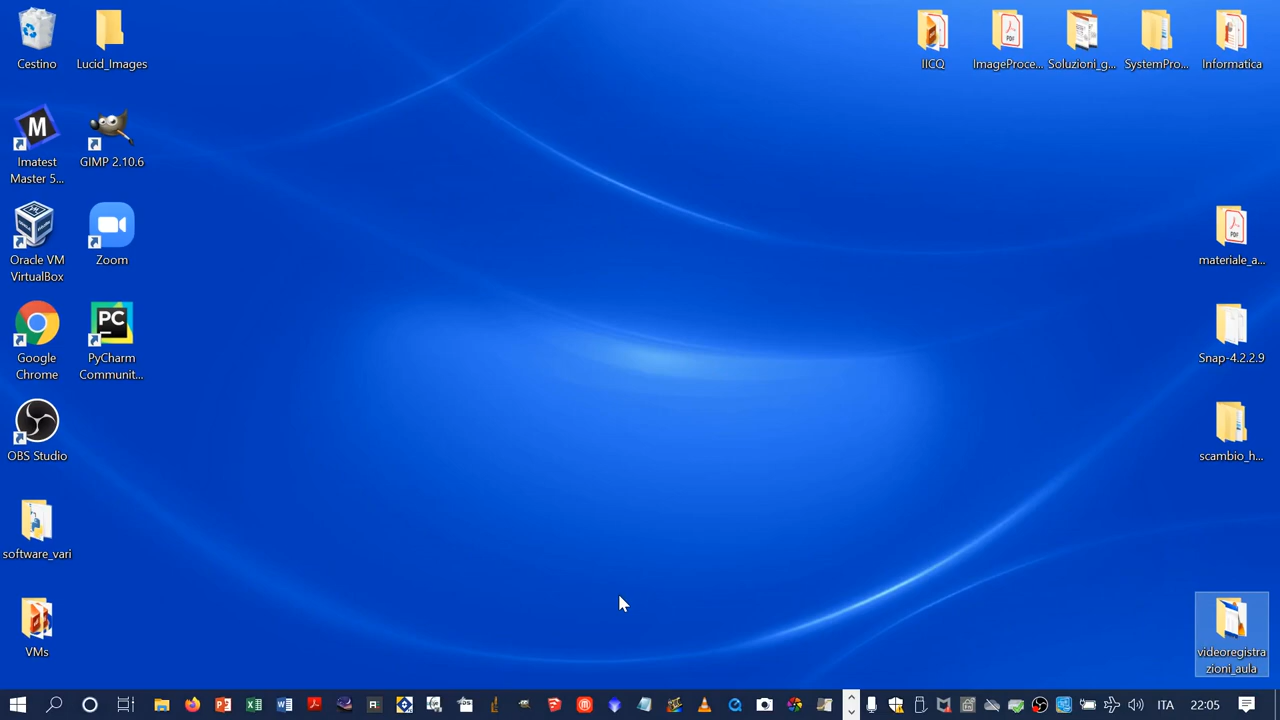 Cestino
Lucid_Images
IICQ
ImageProce...
Soluzioni_g...
SystemPro...
Informatica
Imatest
Master 5...
GIMP 2.10.6
Oracle VM
VirtualBox
Zoom
materiale_a...
Google
Chrome
PyCharm
Communit...
Snap-4.2.2.9
OBS Studio
scambio_h...
software_vari
VMs
videoregistra
zioni_aula
ITA
22:05